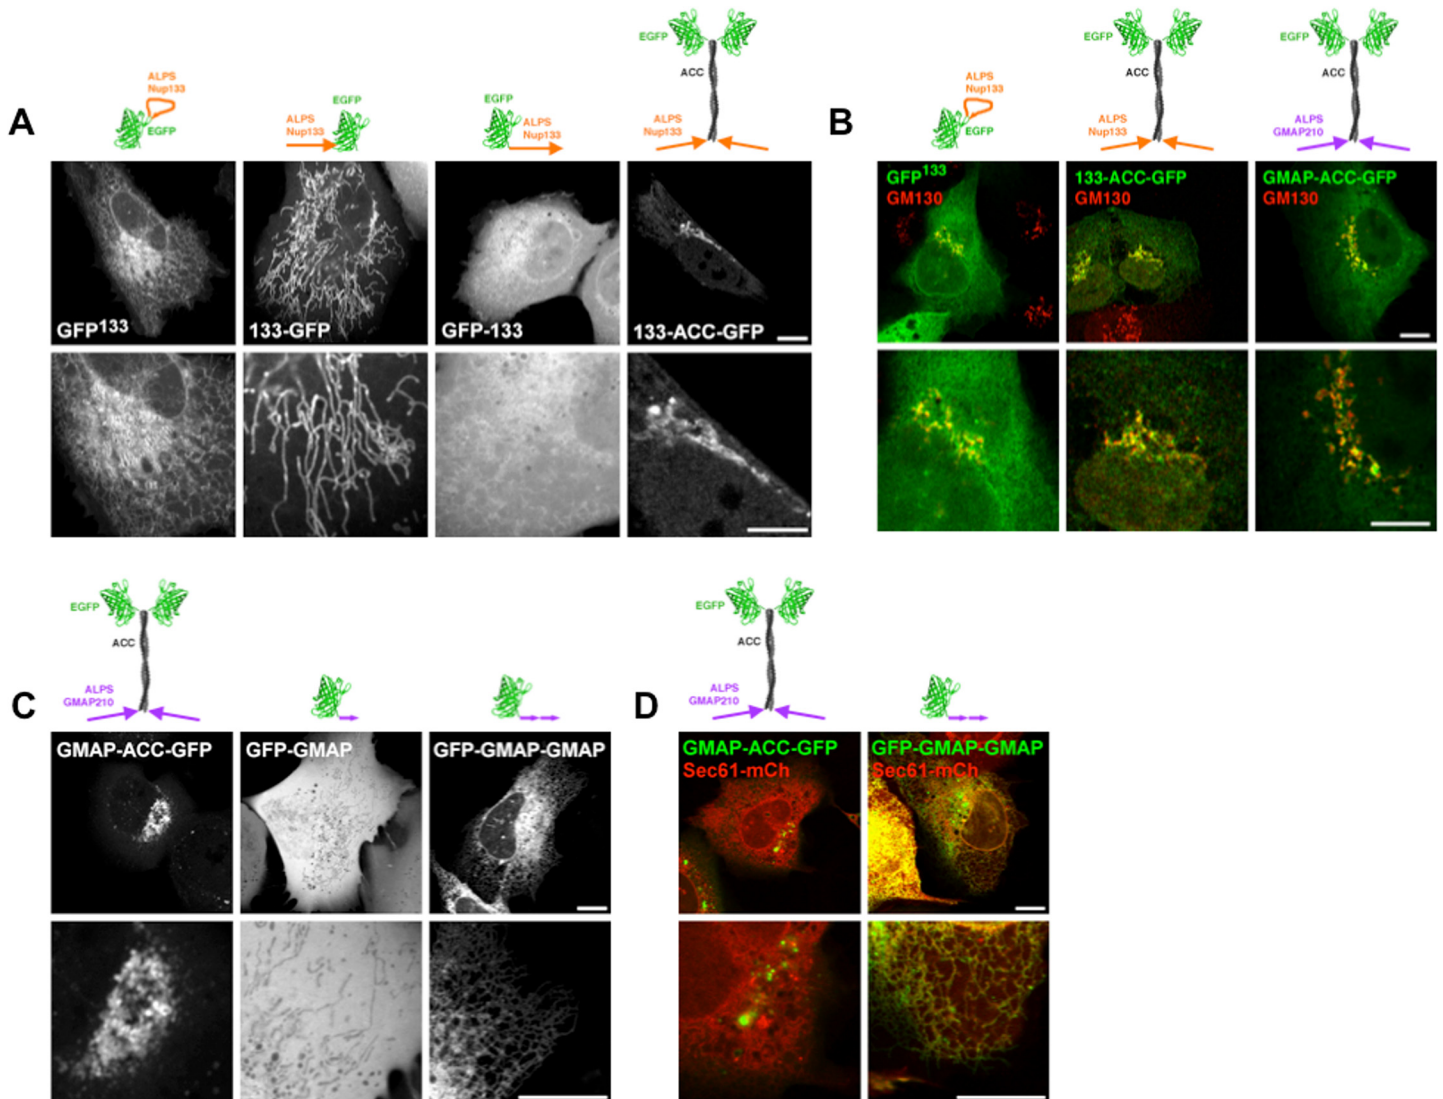 A
ALPS
Nup133
EGFP
EGFP
ALPS
Nup133
EGFP
ALPS
Nup133
EGFP
ACC
ALPS
Nup133
GFP133
133-GFP
GFP-133
133-ACC-GFP
B
ALPS
Nup133
EGFP
EGFP
ACC
ALPS
Nup133
EGFP
ACC
ALPS
GMAP210
GFP133
GM130
133-ACC-GFP
GM130
GMAP-ACC-GFP
GM130
C
EGFP
ACC
ALPS
GMAP210
GMAP-ACC-GFP
GFP-GMAP
GFP-GMAP-GMAP
D
EGFP
ACC
ALPS
GMAP210
GMAP-ACC-GFP
Sec61-mCh
GFP-GMAP-GMAP
Sec61-mCh